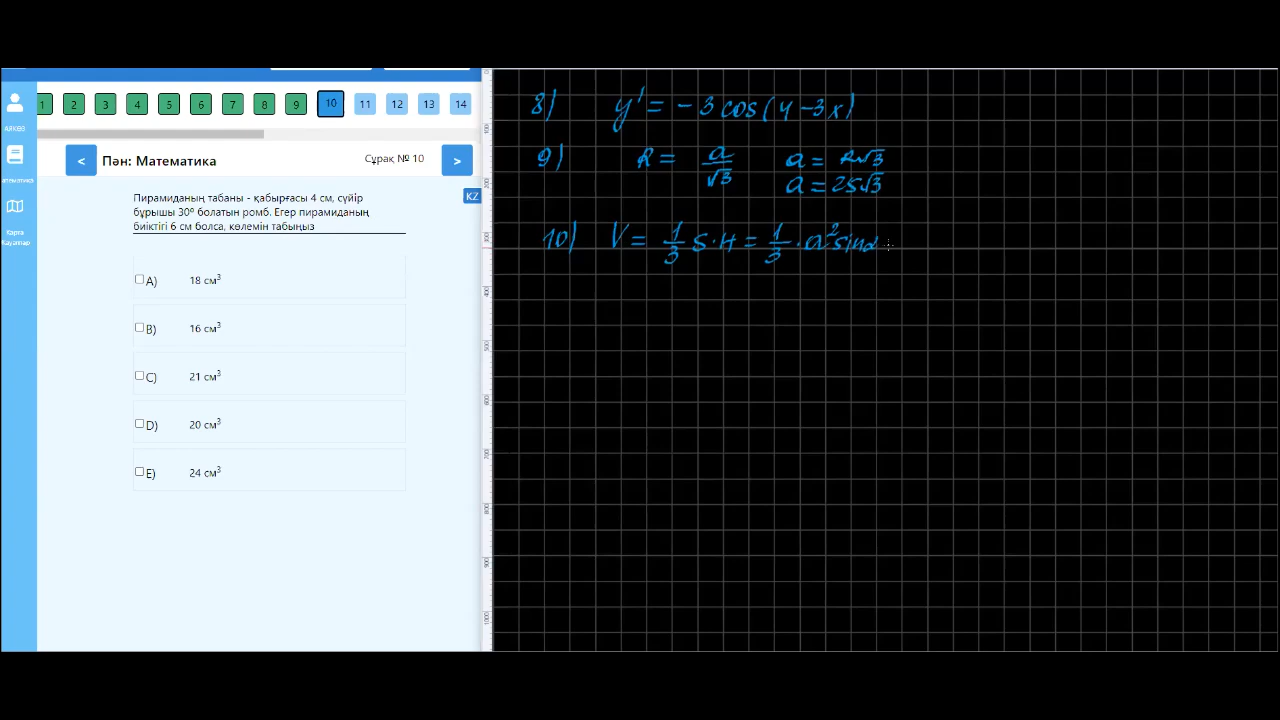 1 2 3 4 5 6 7 8 9 10 11 12 13 14
< Пән: Математика Сұрақ № 10 >
KZ
Пирамиданың табаны - қабырғасы 4 см, сүйір
бұрышы 30º болатын ромб. Егер пирамиданың
биіктігі 6 см болса, көлемін табыңыз
A) 18 см³
B) 16 см³
C) 21 см³
D) 20 см³
E) 24 см³
Карта
8) y' = -3 cos(4-3x)
9) R = a/√3 a = R√3
a = 25√3
10) V = 1/3 S·H = 1/3 · a² sinα